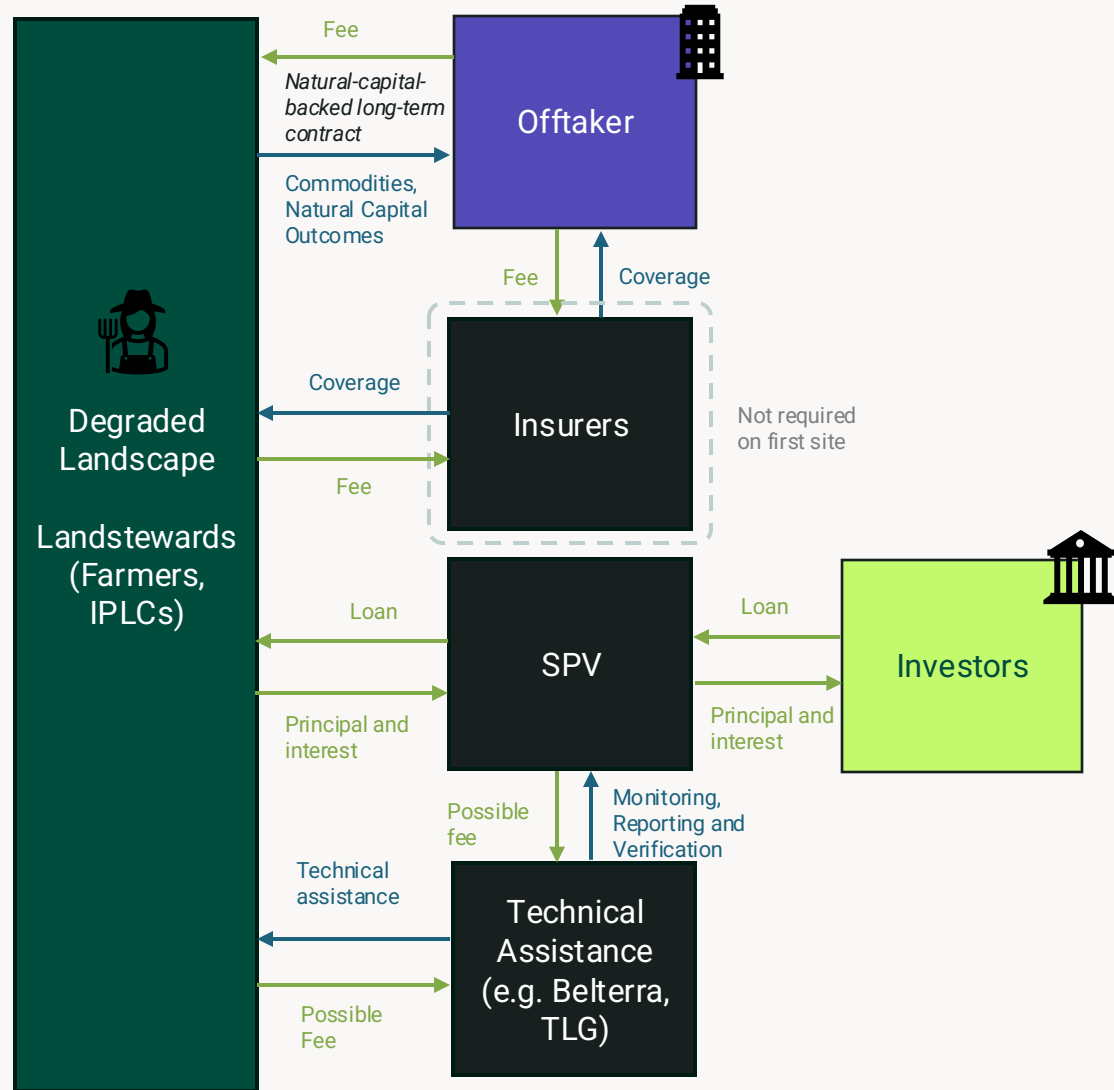 Fee
Natural-capital-
backed long-term
contract
Offtaker
Commodities,
Natural Capital
Outcomes
Fee
Coverage
Coverage
Insurers
Not required
on first site
Fee
Degraded
Landscape
Landstewards
(Farmers,
IPLCs)
Loan
SPV
Loan
Investors
Principal and
interest
Principal and
interest
Possible
fee
Monitoring,
Reporting and
Verification
Technical
assistance
Technical
Assistance
(e.g. Belterra,
TLG)
Possible
Fee